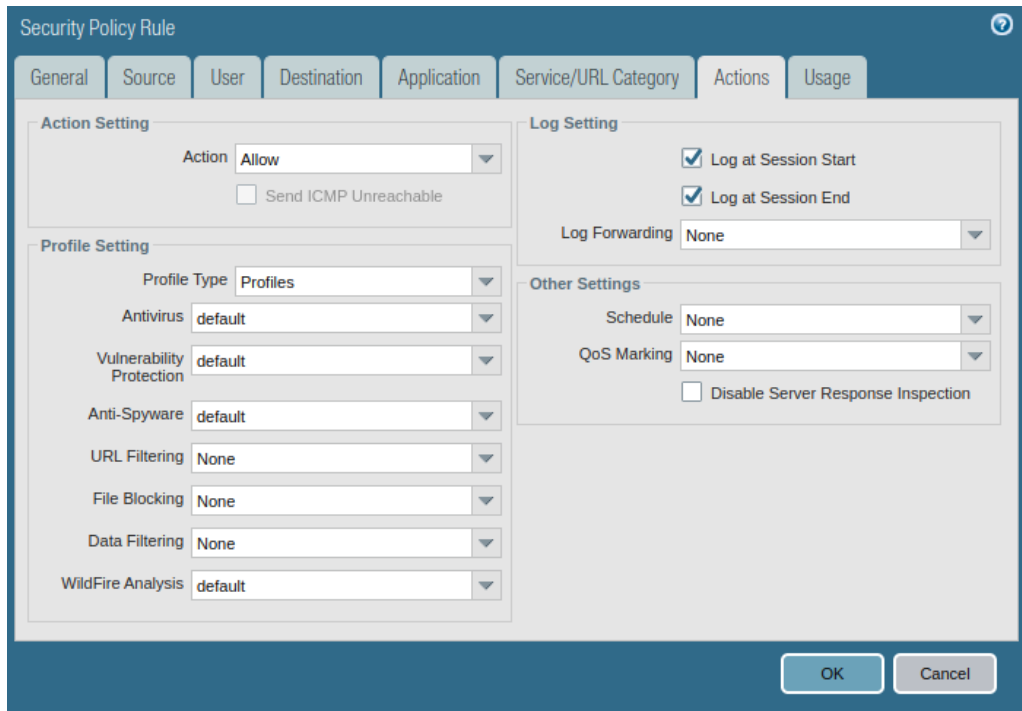 Security Policy Rule
General Source User Destination Application Service/URL Category Actions Usage
Action Setting
Action Allow
Send ICMP Unreachable
Profile Setting
Profile Type Profiles
Antivirus default
Vulnerability
Protection default
Anti-Spyware default
URL Filtering None
File Blocking None
Data Filtering None
WildFire Analysis default
Log Setting
Log at Session Start
Log at Session End
Log Forwarding None
Other Settings
Schedule None
QoS Marking None
Disable Server Response Inspection
OK Cancel